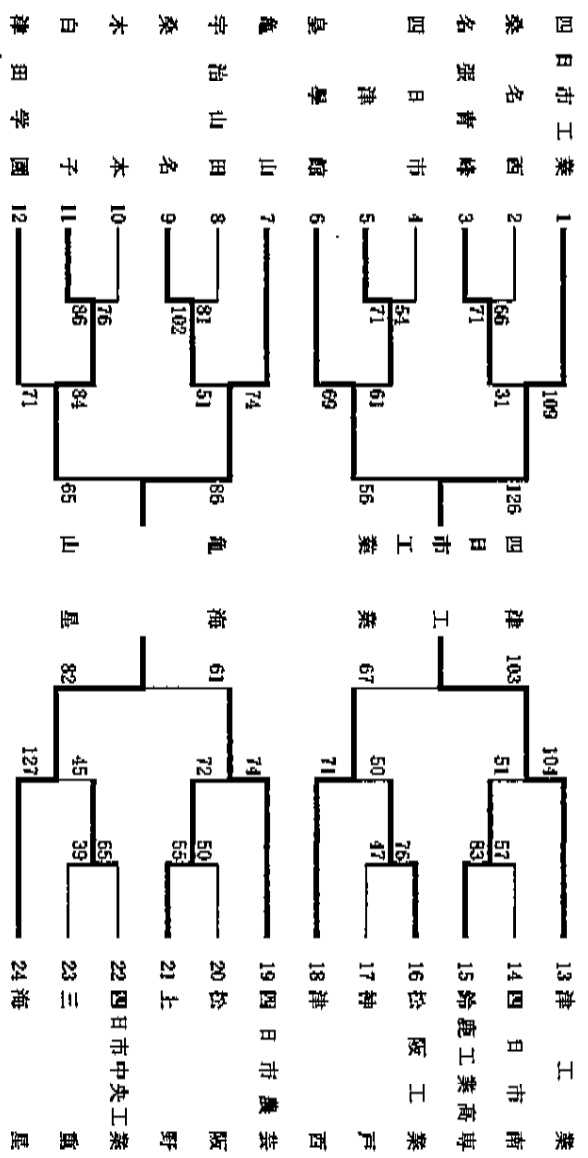 四日市工業 1
桑名西 2
名張青峰 3
四日市 4
津 5
皇學館 6
亀山 7
宇治山田 8
桑名 9
木本 10
白子 11
津田学園 12
109
66
71
31
54
71
61
69
126
56
74
81
102
51
76
86
84
71
86
65
四日市工業
亀山
津工業
海星
103
67
61
82
104
51
57
83
50
76
47
71
74
72
50
55
45
65
39
127
13 津工業
14 四日市南
15 鈴鹿工業高専
16 松阪工業
17 神戸
18 津西
19 四日市農芸
20 松阪
21 上野
22 四日市中央工業
23 三重
24 海星